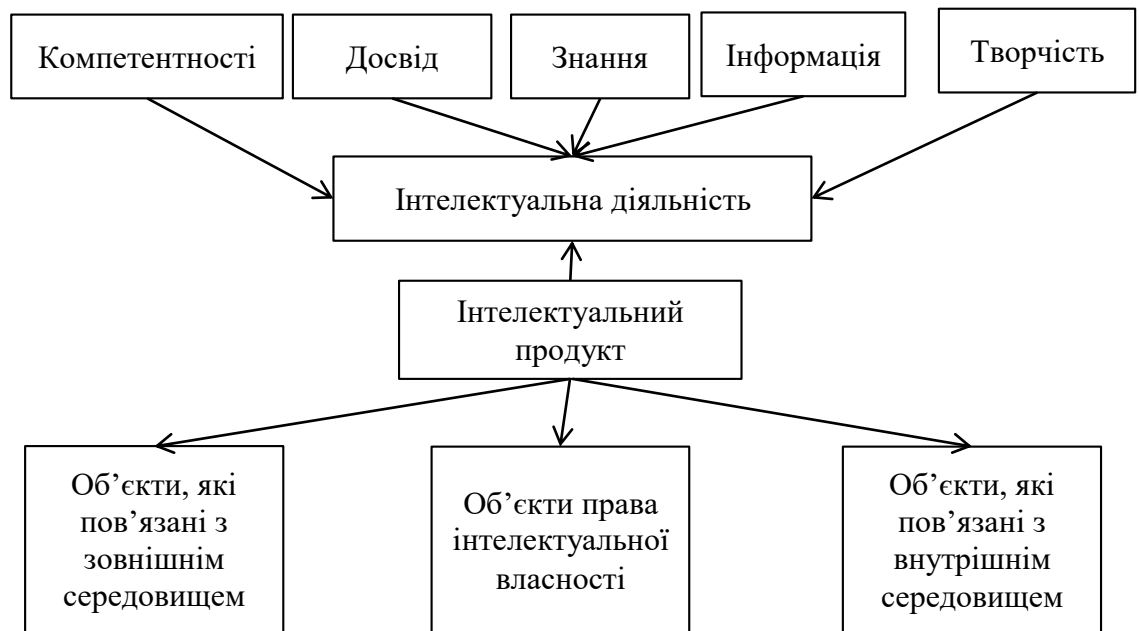 Компетентності
Досвід
Знання
Інформація
Творчість
Інтелектуальна діяльність
Інтелектуальний
продукт
Об’єкти, які
пов’язані з
зовнішнім
середовищем
Об’єкти права
інтелектуальної
власності
Об’єкти, які
пов’язані з
внутрішнім
середовищем